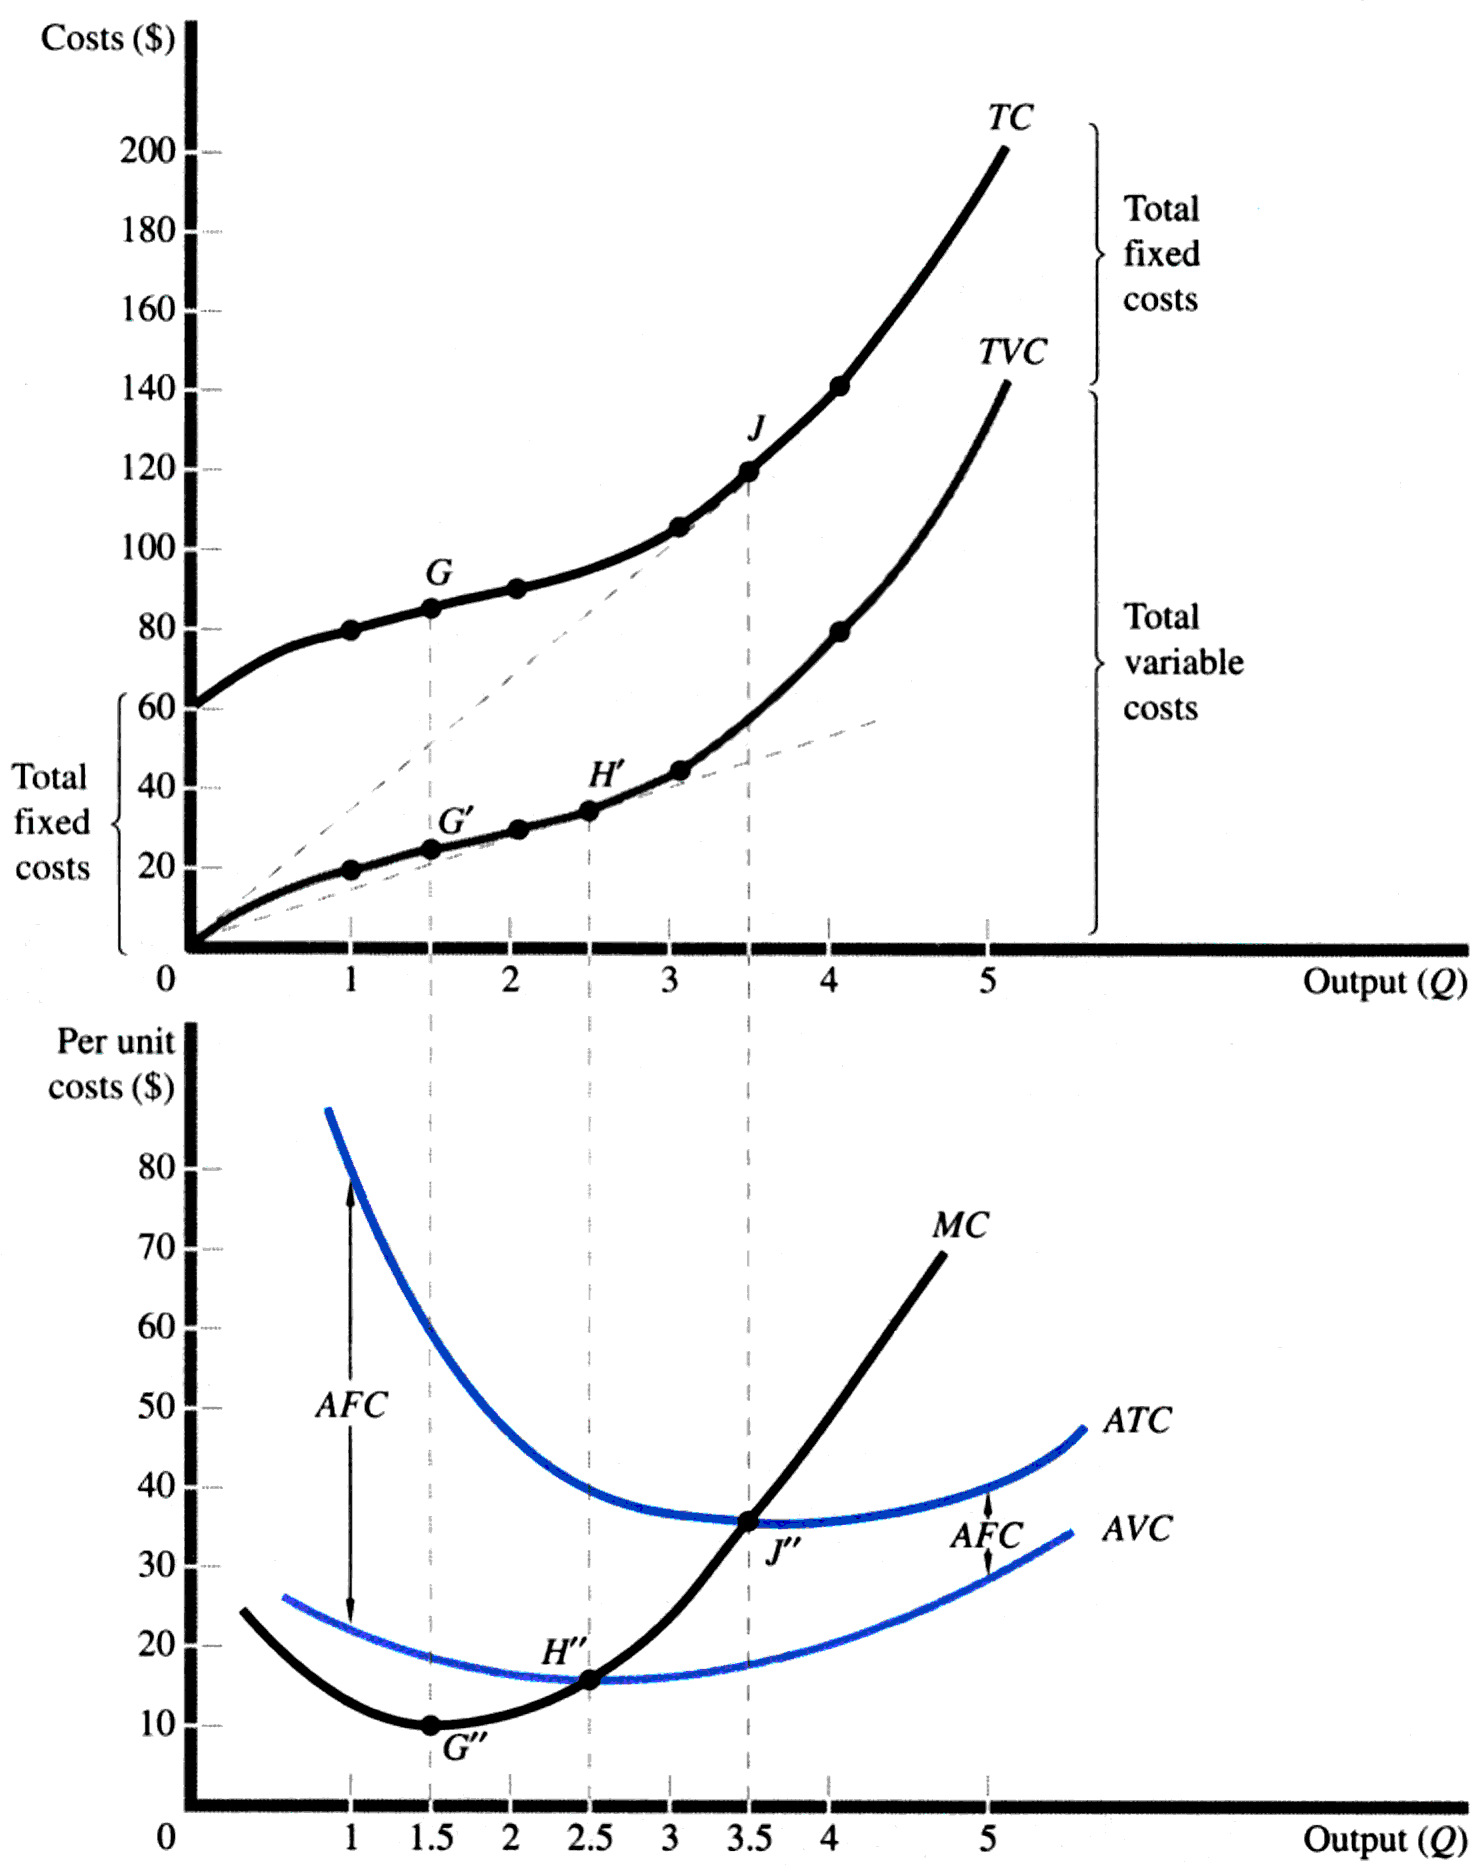 Costs ($)
200
180
160
140
120
100
80
60
40
20
0
Total
fixed
costs
TC
TVC
J
G
H′
G′
Total
fixed
costs
Total
variable
costs
1
2
3
4
5
Output (Q)
Per unit
costs ($)
80
70
60
50
40
30
20
10
0
MC
ATC
AVC
AFC
AFC
J″
H″
G″
1
1.5
2
2.5
3
3.5
4
5
Output (Q)